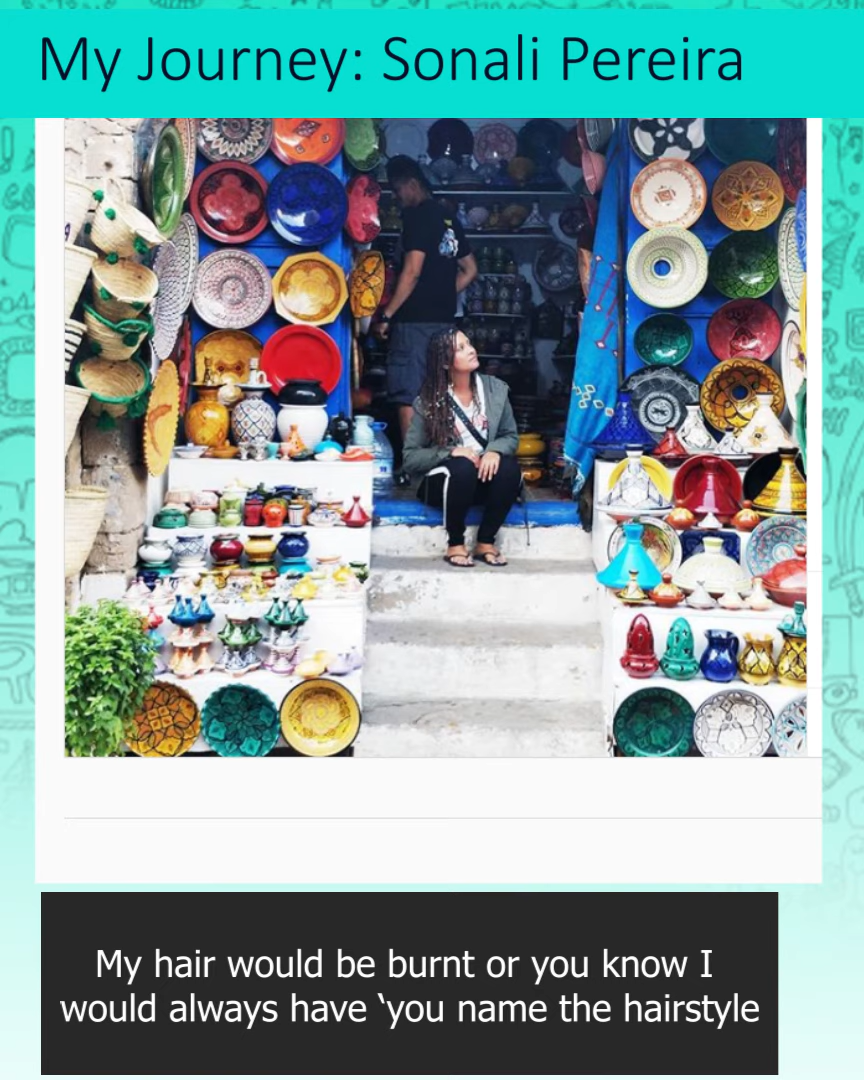 My Journey: Sonali Pereira
My hair would be burnt or you know I
would always have ‘you name the hairstyle